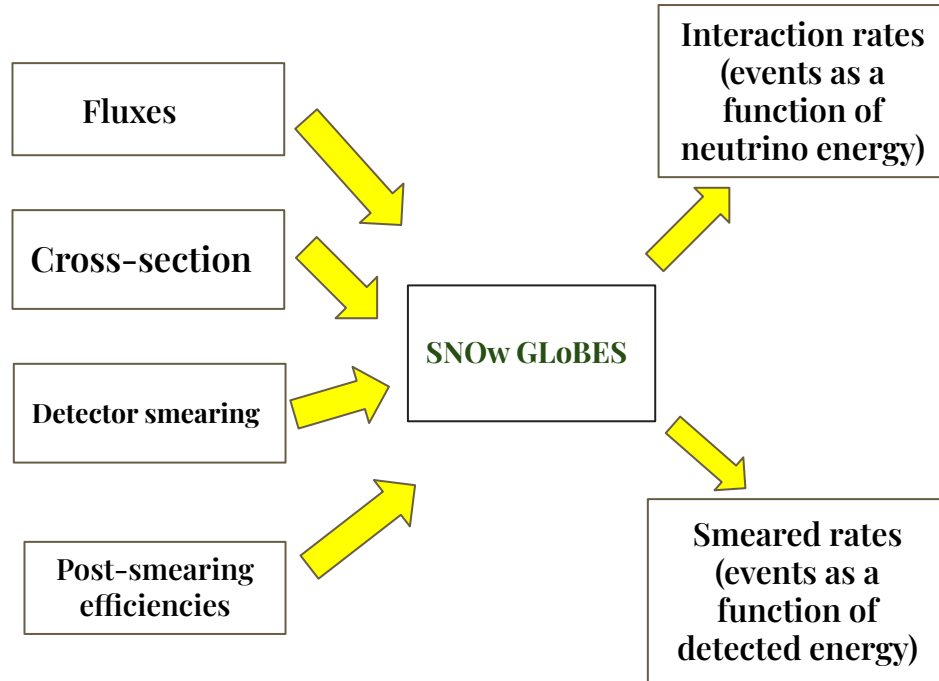 Fluxes
Cross-section
Detector smearing
Post-smearing
efficiencies
SNOw GLoBES
Interaction rates
(events as a
function of
neutrino energy)
Smeared rates
(events as a
function of
detected energy)